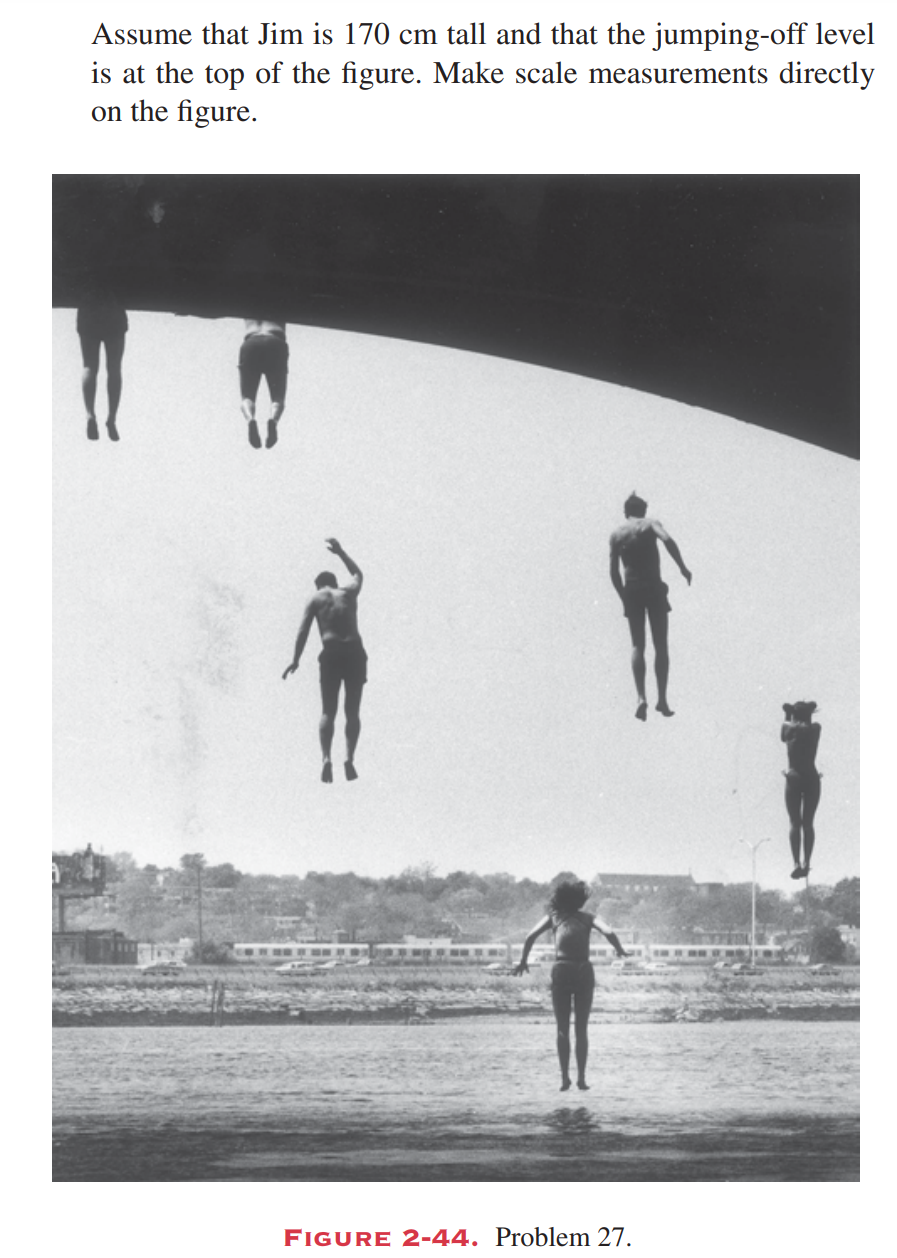 Assume that Jim is 170 cm tall and that the jumping-off level
is at the top of the figure. Make scale measurements directly
on the figure.
FIGURE 2-44. Problem 27.